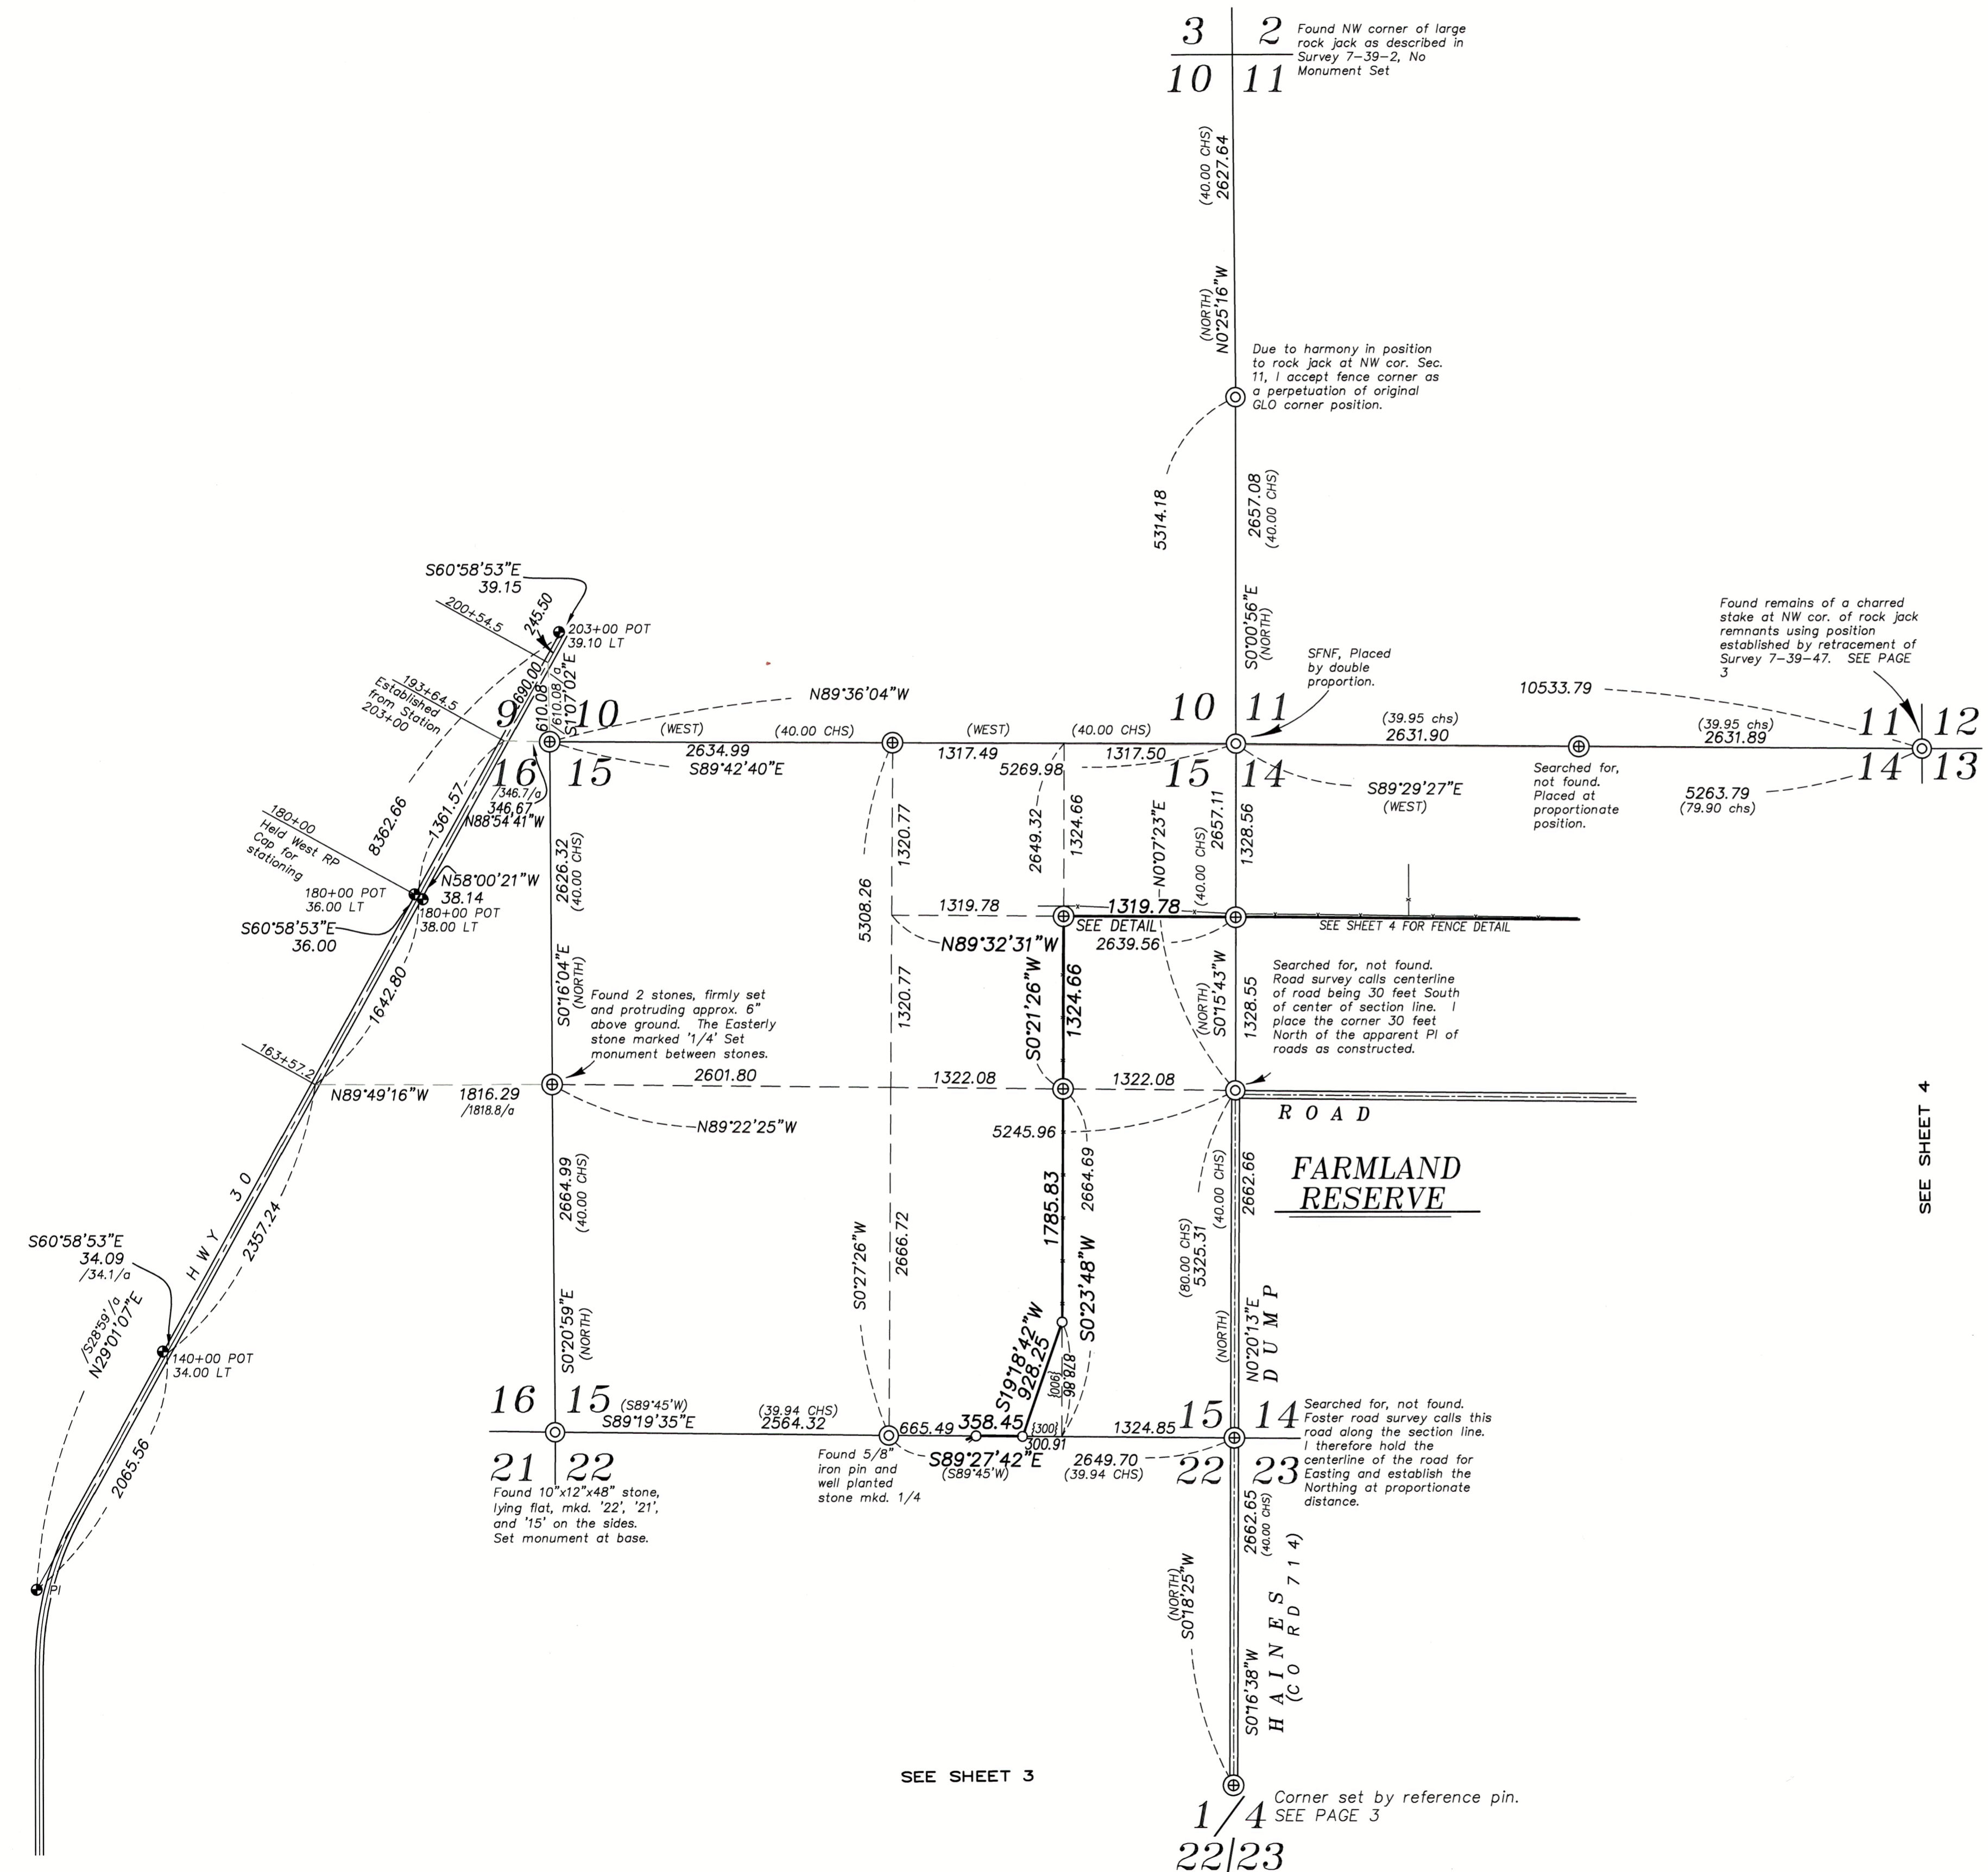 3 2
10 11
Found NW corner of large
rock jack as described in
Survey 7-39-2, No
Monument Set
(40.00 CHS)
2627.64
(NORTH)
N0°25'16"W
Due to harmony in position
to rock jack at NW cor. Sec.
11, I accept fence corner as
a perpetuation of original
GLO corner position.
5314.18
2657.08
(40.00 CHS)
S0°00'56"E
(NORTH)
S60°58'53"E
39.15
200+54.5
245.50
203+00 POT
39.10 LT
690.00
610.08
/610.08/a
S1°07'02"E
193+64.5
Established
from Station
203+00
9 10
16 15
N89°36'04"W
(WEST)
(40.00 CHS)
2634.99
S89°42'40"E
(WEST)
(40.00 CHS)
1317.49
1317.50
5269.98
10 11
15 14
SFNF, Placed
by double
proportion.
(39.95 chs)
2631.90
S89°29'27"E
(WEST)
Searched for,
not found.
Placed at
proportionate
position.
10533.79
(39.95 chs)
2631.89
5263.79
(79.90 chs)
Found remains of a charred
stake at NW cor. of rock jack
remnants using position
established by retracement of
Survey 7-39-47. SEE PAGE
3
11 12
14 13
/346.7/a
346.67
N88°54'41"W
8362.66
1361.57
180+00
Held West RP
Cap for
stationing
180+00 POT
36.00 LT
N58°00'21"W
38.14
180+00 POT
38.00 LT
S60°58'53"E
36.00
1642.80
2626.32
(40.00 CHS)
S0°16'04"E
(NORTH)
5308.26
1320.77
2649.32
1324.66
N0°07'23"E
(40.00 CHS)
2657.11
1328.56
1319.78
1319.78
SEE DETAIL
N89°32'31"W
2639.56
SEE SHEET 4 FOR FENCE DETAIL
Found 2 stones, firmly set
and protruding approx. 6"
above ground. The Easterly
stone marked '1/4' Set
monument between stones.
1320.77
S0°21'26"W
1324.66
(NORTH)
S0°15'43"W
1328.55
Searched for, not found.
Road survey calls centerline
of road being 30 feet South
of center of section line. I
place the corner 30 feet
North of the apparent PI of
roads as constructed.
163+57.2
N89°49'16"W
1816.29
/1818.8/a
2601.80
1322.08
1322.08
N89°22'25"W
5245.96
ROAD
FARMLAND
RESERVE
SEE SHEET 4
HWY 30
2357.24
2664.99
(40.00 CHS)
S0°20'59"E
(NORTH)
S0°27'26"W
2666.72
1785.83
2664.69
S0°23'48"W
(80.00 CHS)
5325.31
(40.00 CHS)
2662.66
(NORTH)
N0°20'13"E
DUMP
S60°58'53"E
34.09
/34.1/a
/S28°59'/a
N29°01'07"E
140+00 POT
34.00 LT
2065.56
PI
S19°18'42"W
928.25
{900}
878.86
16 15
21 22
(S89°45'W)
S89°19'35"E
(39.94 CHS)
2564.32
665.49
358.45
{300}
300.91
1324.85
S89°27'42"E
(S89°45'W)
2649.70
(39.94 CHS)
15 14
22 23
Found 10"x12"x48" stone,
lying flat, mkd. '22', '21',
and '15' on the sides.
Set monument at base.
Found 5/8"
iron pin and
well planted
stone mkd. 1/4
Searched for, not found.
Foster road survey calls this
road along the section line.
I therefore hold the
centerline of the road for
Easting and establish the
Northing at proportionate
distance.
2662.65
(40.00 CHS)
(NORTH)
S0°18'25"W
S0°16'38"W
HAINES
(CO RD 714)
SEE SHEET 3
1/4
22|23
Corner set by reference pin.
SEE PAGE 3